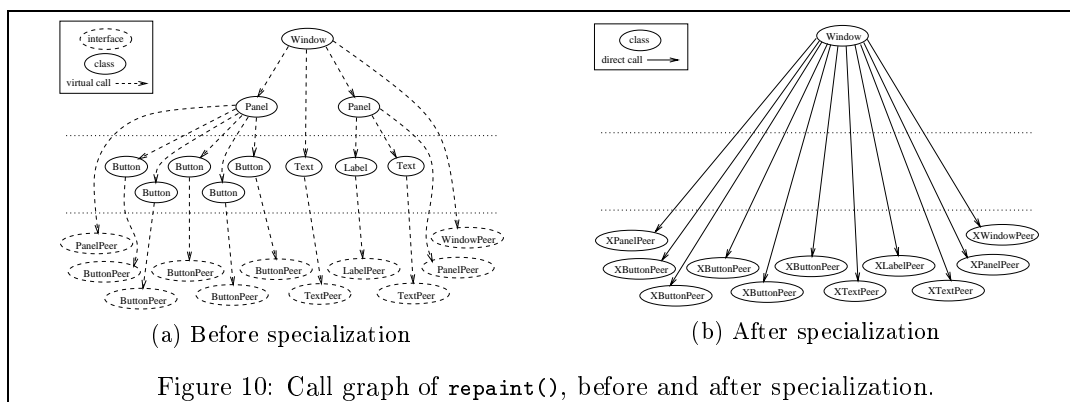 interface
class
virtual call
Window
Panel
Panel
Button
Button
Button
Text
Label
Text
Button
Button
PanelPeer
WindowPeer
ButtonPeer
ButtonPeer
ButtonPeer
LabelPeer
PanelPeer
ButtonPeer
ButtonPeer
TextPeer
TextPeer
(a) Before specialization
class
direct call
Window
XPanelPeer
XWindowPeer
XButtonPeer
XButtonPeer
XButtonPeer
XLabelPeer
XPanelPeer
XButtonPeer
XButtonPeer
XTextPeer
XTextPeer
(b) After specialization
Figure 10: Call graph of repaint(), before and after specialization.